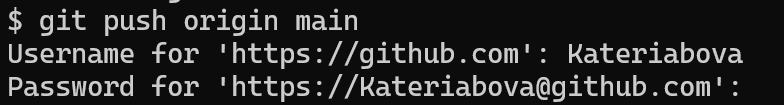 $ git push origin main
Username for 'https://github.com': Kateriabova
Password for 'https://Kateriabova@github.com':